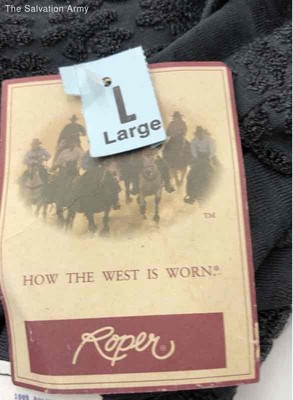 The Salvation Army
L
Large
TM
HOW THE WEST IS WORN.®
Roper®